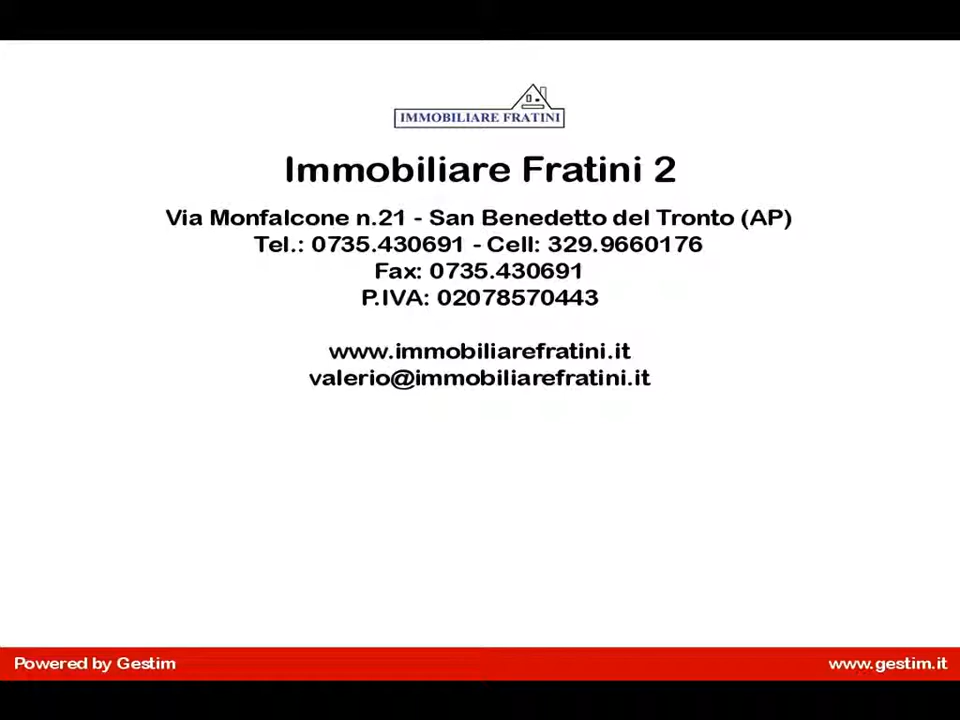 IMMOBILIARE FRATINI
Immobiliare Fratini 2
Via Monfalcone n.21 - San Benedetto del Tronto (AP)
Tel.: 0735.430691 - Cell: 329.9660176
Fax: 0735.430691
P.IVA: 02078570443
www.immobiliarefratini.it
valerio@immobiliarefratini.it
Powered by Gestim
www.gestim.it